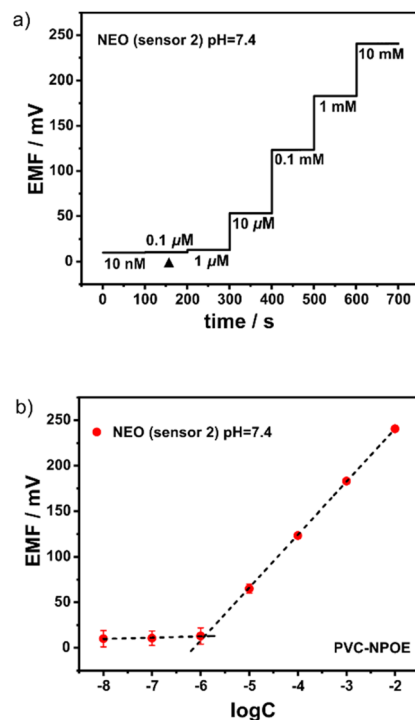 a)
NEO (sensor 2) pH=7.4
EMF / mV
250
200
150
100
50
0
10 nM
0.1 µM
1 µM
10 µM
0.1 mM
1 mM
10 mM
0 100 200 300 400 500 600 700
time / s
b)
NEO (sensor 2) pH=7.4
EMF / mV
250
200
150
100
50
0
PVC-NPOE
-8 -7 -6 -5 -4 -3 -2
logC